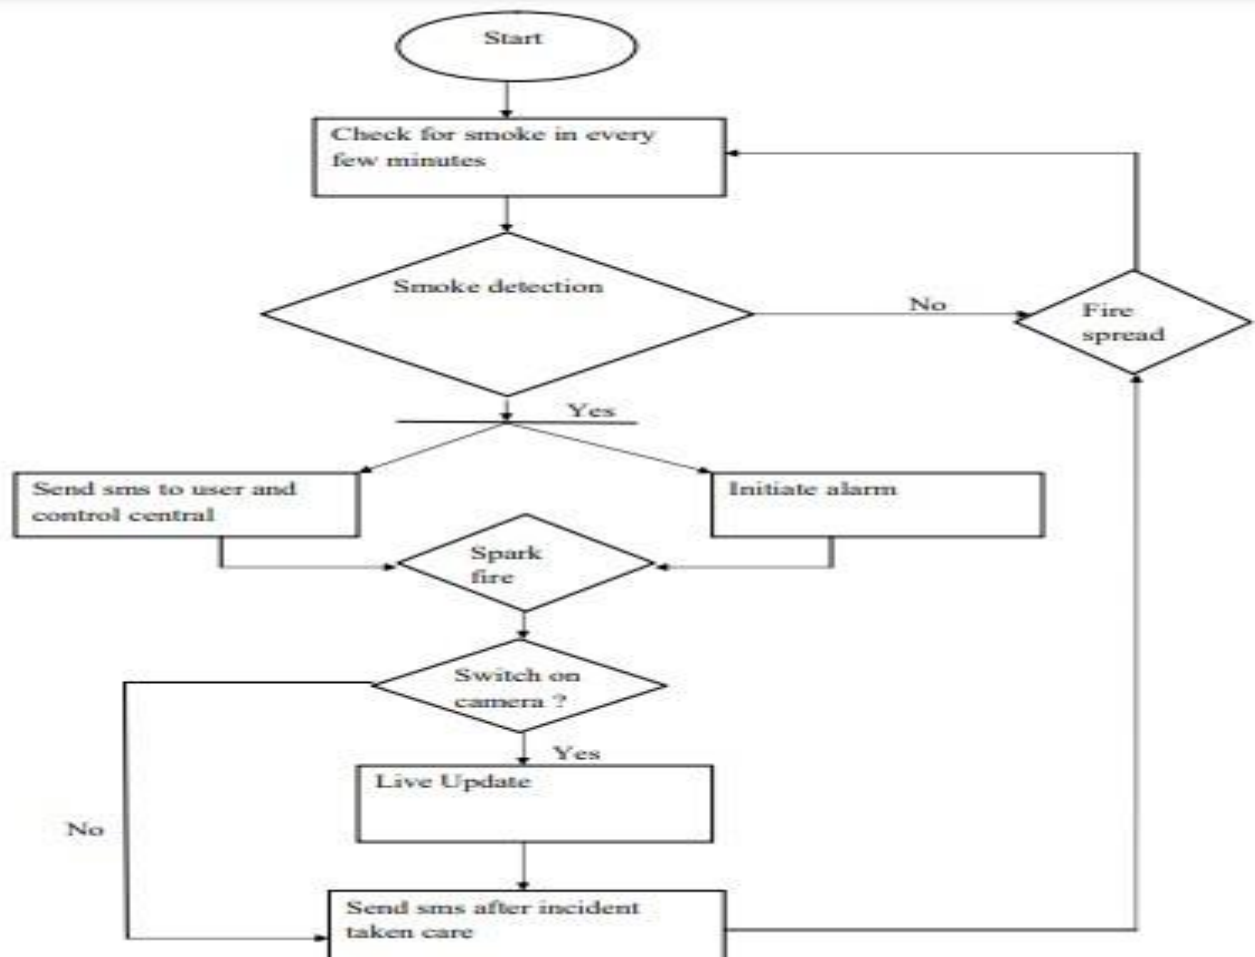 Start
Check for smoke in every
few minutes
Smoke detection
No
Fire
spread
Yes
Send sms to user and
control central
Initiate alarm
Spark
fire
Switch on
camera ?
Yes
Live Update
No
Send sms after incident
taken care